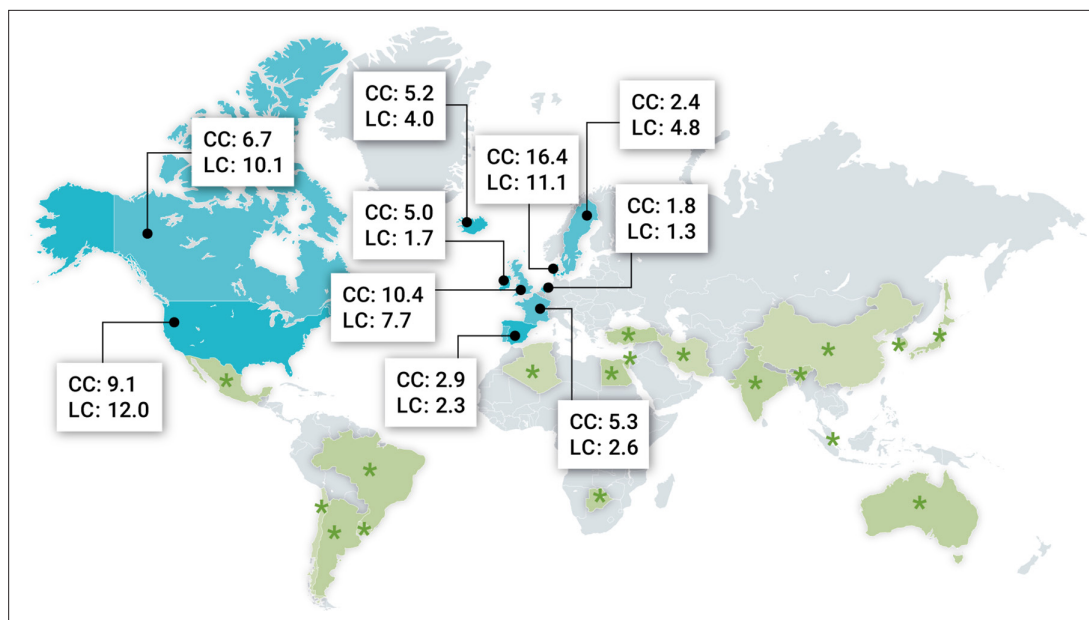 CC: 5.2
LC: 4.0
CC: 2.4
LC: 4.8
CC: 6.7
LC: 10.1
CC: 16.4
LC: 11.1
CC: 5.0
LC: 1.7
CC: 1.8
LC: 1.3
CC: 10.4
LC: 7.7
CC: 9.1
LC: 12.0
CC: 2.9
LC: 2.3
CC: 5.3
LC: 2.6